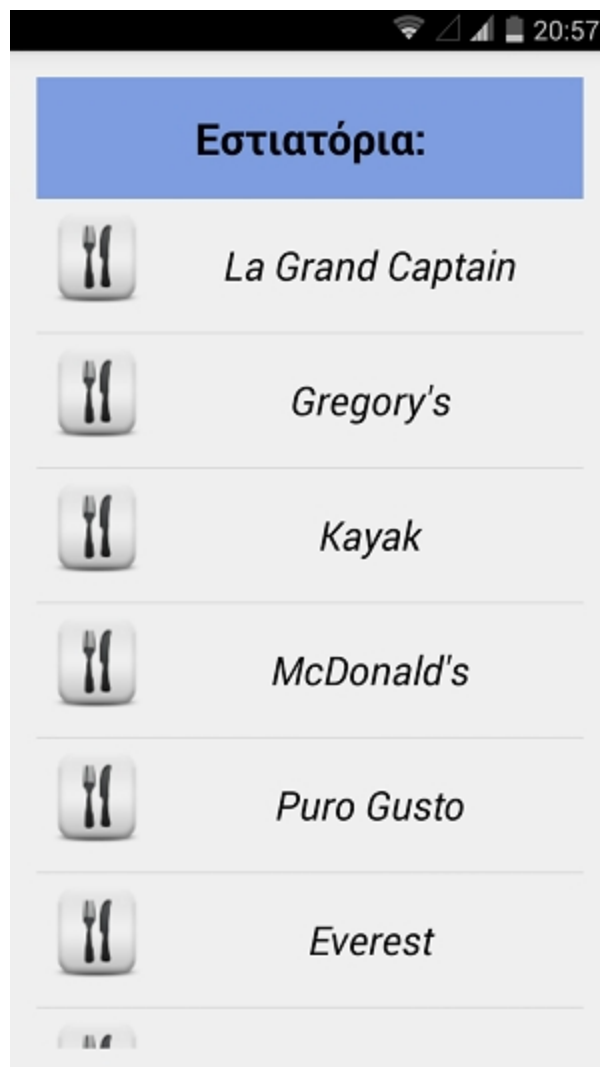 20:57
Εστιατόρια:
La Grand Captain
Gregory's
Kayak
McDonald's
Puro Gusto
Everest